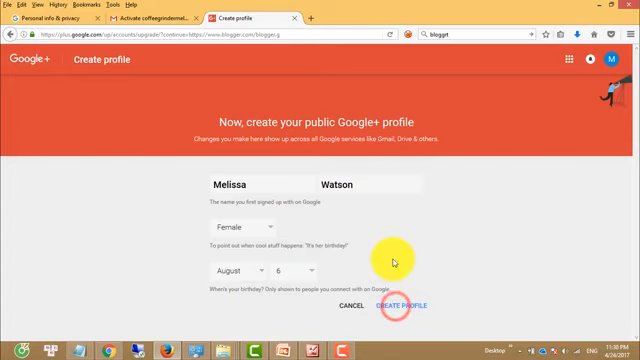 File Edit View History Bookmarks Tools Help
Personal info & privacy
Activate coffeegrindermel...
Create profile
https://plus.google.com/up/accounts/upgrade/?continue=https://www.blogger.com/blogger.g
bloggrt
Google+ Create profile
M
Now, create your public Google+ profile
Changes you make here show up across all Google services like Gmail, Drive & others.
Melissa Watson
The name you first signed up with on Google
Female
To point out when cool stuff happens: "It's her birthday!"
August 6
When's your birthday? Only shown to people you connect with on Google.
CANCEL CREATE PROFILE
Desktop
11:30 PM
4/24/2017